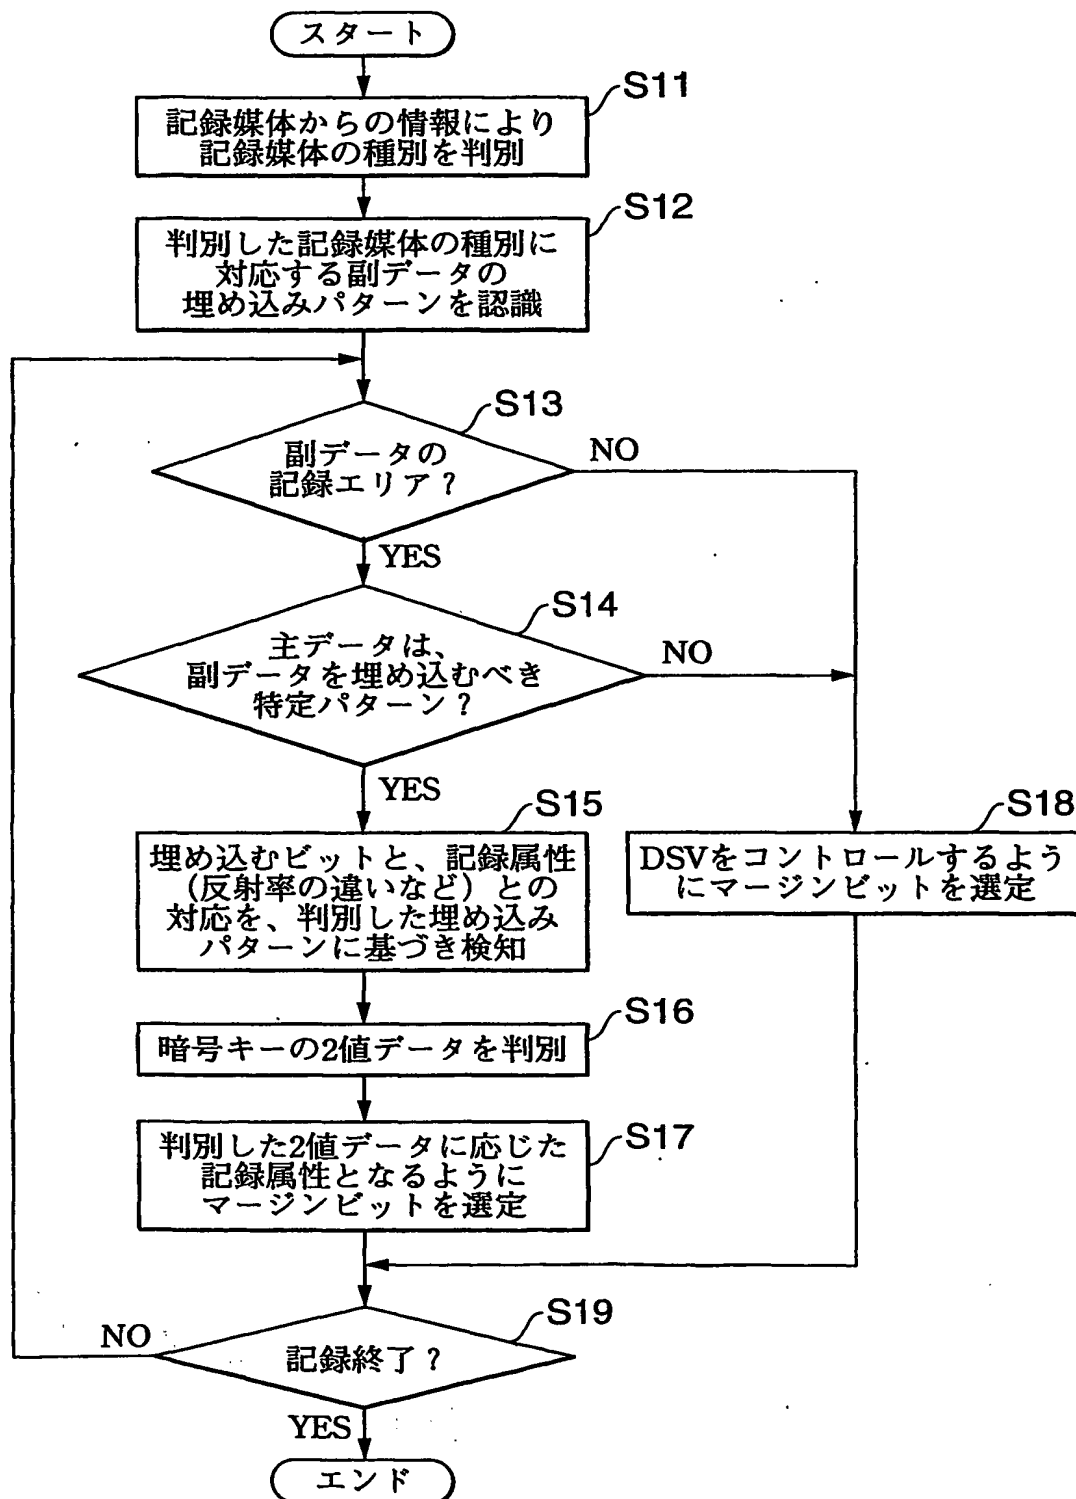 スタート
S11
記録媒体からの情報により
記録媒体の種別を判別
S12
判別した記録媒体の種別に
対応する副データの
埋め込みパターンを認識
S13
副データの
記録エリア？
NO
YES
S14
主データは、
副データを埋め込むべき
特定パターン？
NO
YES
S15
埋め込むビットと、記録属性
（反射率の違いなど）との
対応を、判別した埋め込み
パターンに基づき検知
S18
DSVをコントロールするよう
にマージンビットを選定
S16
暗号キーの2値データを判別
S17
判別した2値データに応じた
記録属性となるように
マージンビットを選定
S19
記録終了？
NO
YES
エンド